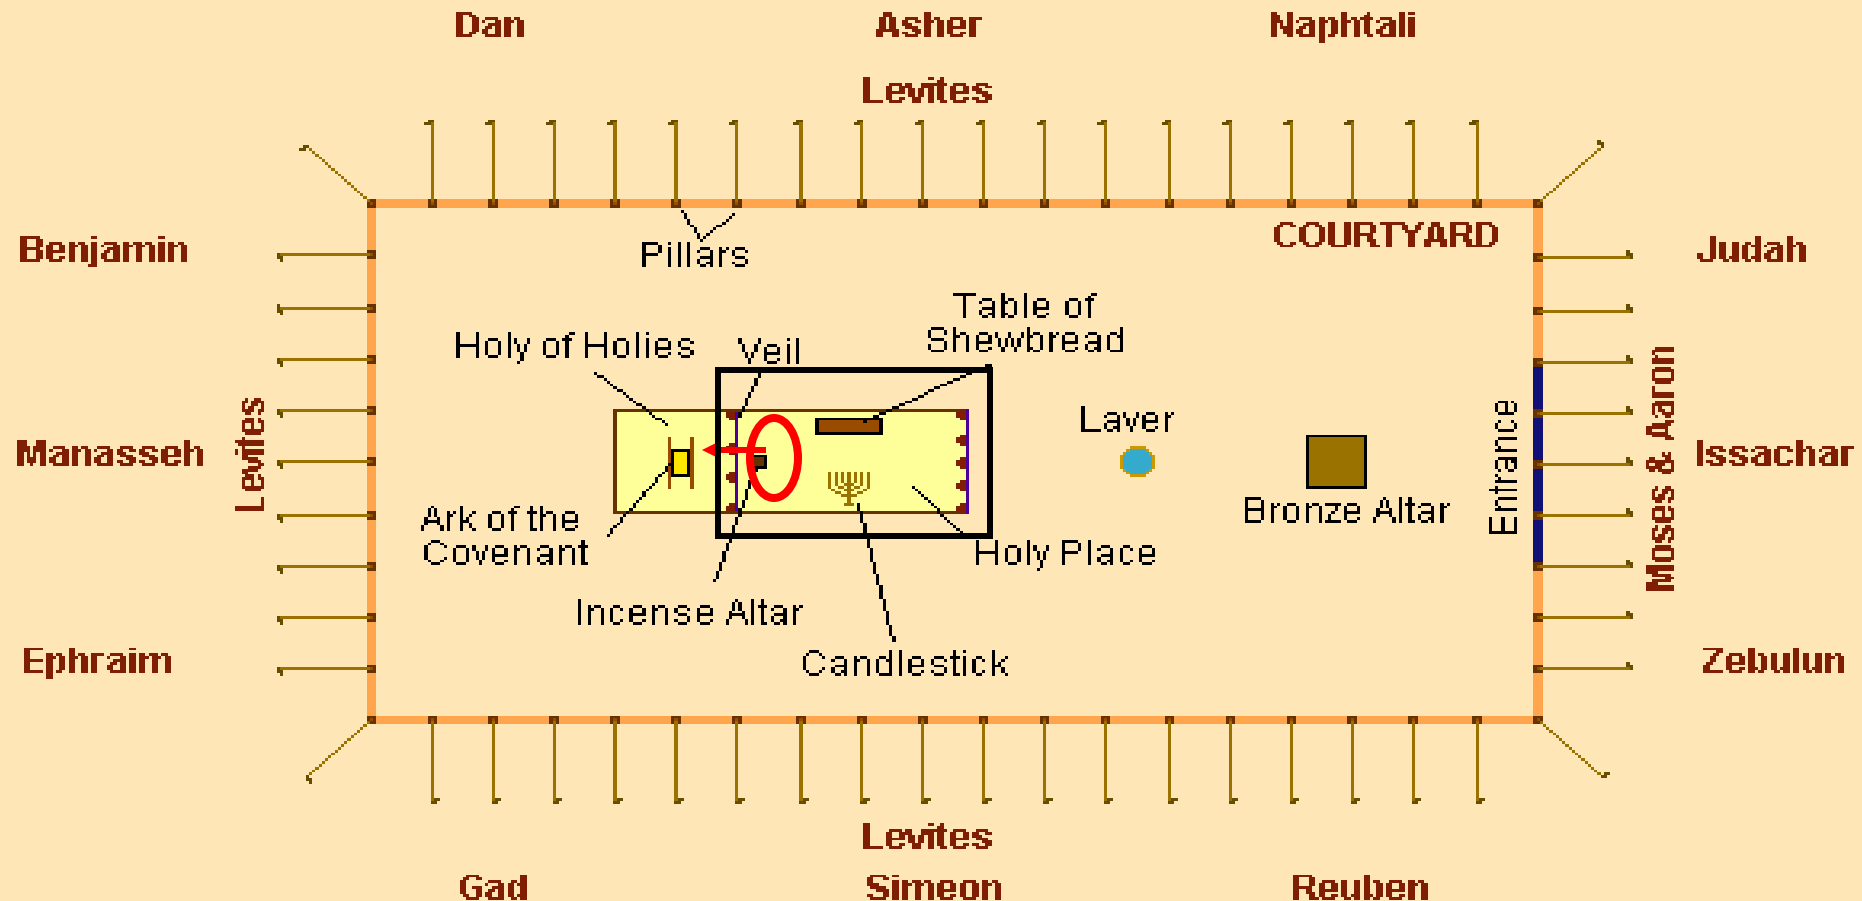 Dan
Asher
Naphtali
Levites
Benjamin
Pillars
COURTYARD
Judah
Table of
Shewbread
Holy of Holies
Veil
Levites
Manasseh
Laver
Entrance
Moses & Aaron
Issachar
Ark of the
Covenant
Bronze Altar
Holy Place
Incense Altar
Candlestick
Ephraim
Zebulun
Levites
Gad
Simeon
Reuben